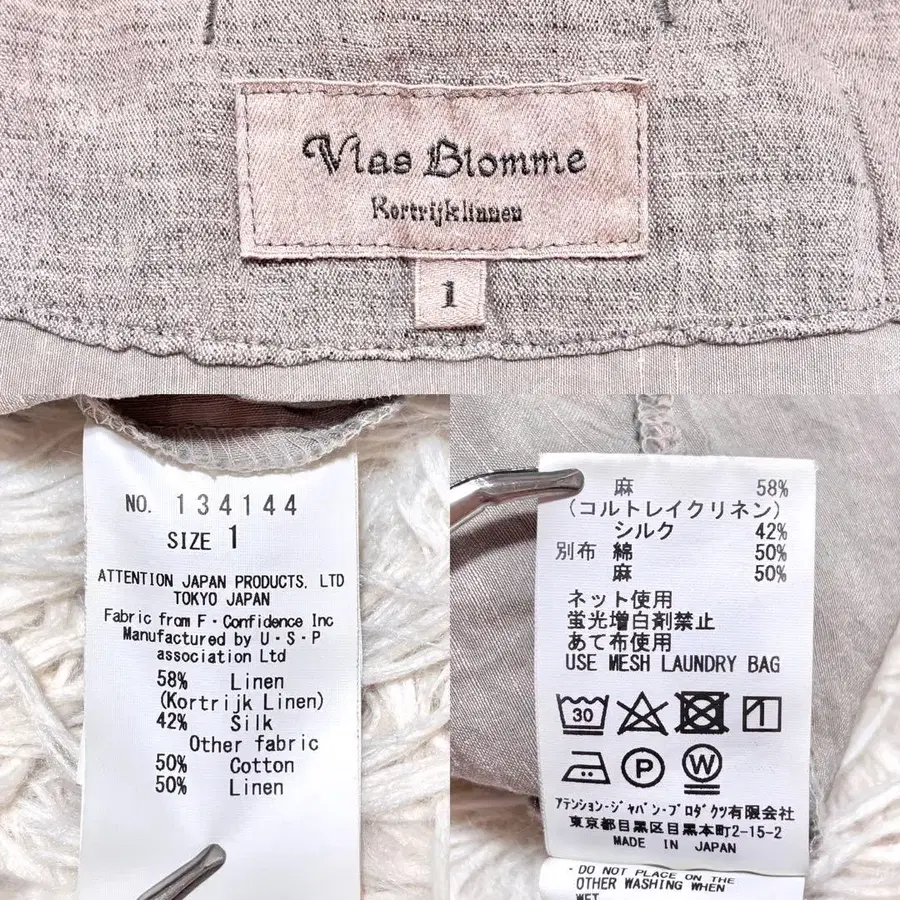 Vlas Blomme
Kortrijklinnen
1
NO. 134144
SIZE 1
ATTENTION JAPAN PRODUCTS. LTD
TOKYO JAPAN
Fabric from F・Confidence Inc
Manufactured by U・S・P
association Ltd
58% Linen
(Kortrijk Linen)
42% Silk
Other fabric
50% Cotton
50% Linen
麻 58%
(コルトレイクリネン)
シルク 42%
別布 綿 50%
麻 50%
ネット使用
蛍光増白剤禁止
あて布使用
USE MESH LAUNDRY BAG
30
P
W
アテンション・ジャパン・プロダクツ有限会社
東京都目黒区目黒本町2-15-2
MADE IN JAPAN
・DO NOT PLACE ON THE
OTHER WASHING WHEN
WET